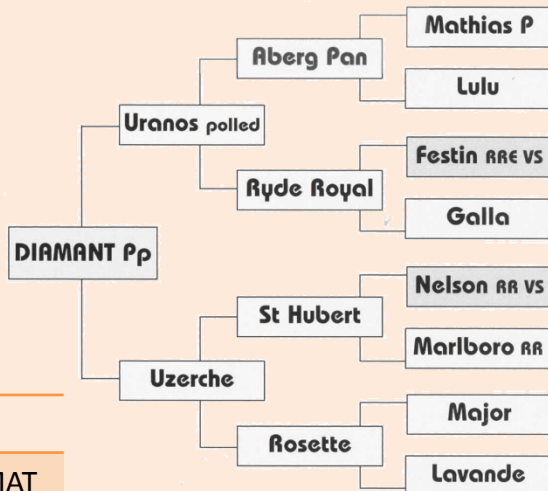 Mathias P
Aberg Pan
Lulu
Uranos polled
Festin RRE VS
Ryde Royal
Galla
DIAMANT Pp
Nelson RR VS
St Hubert
Marlboro RR
Uzerche
Major
Rosette
Lavande
MAT